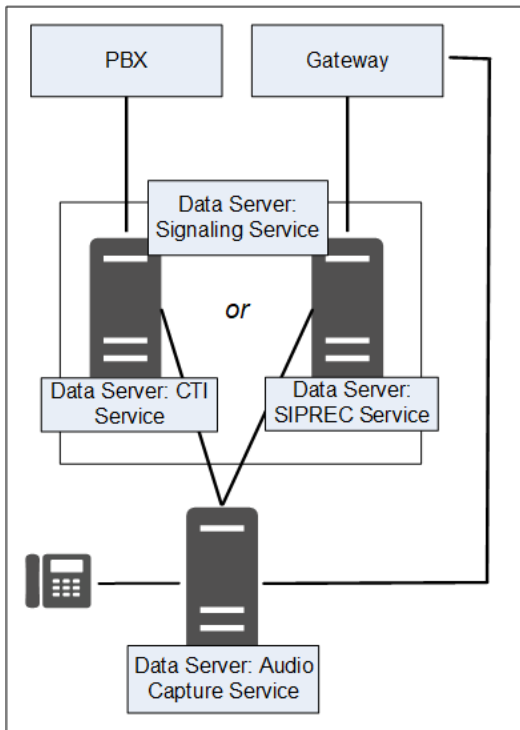 PBX
Gateway
Data Server:
Signaling Service
or
Data Server: CTI
Service
Data Server:
SIPREC Service
Data Server: Audio
Capture Service